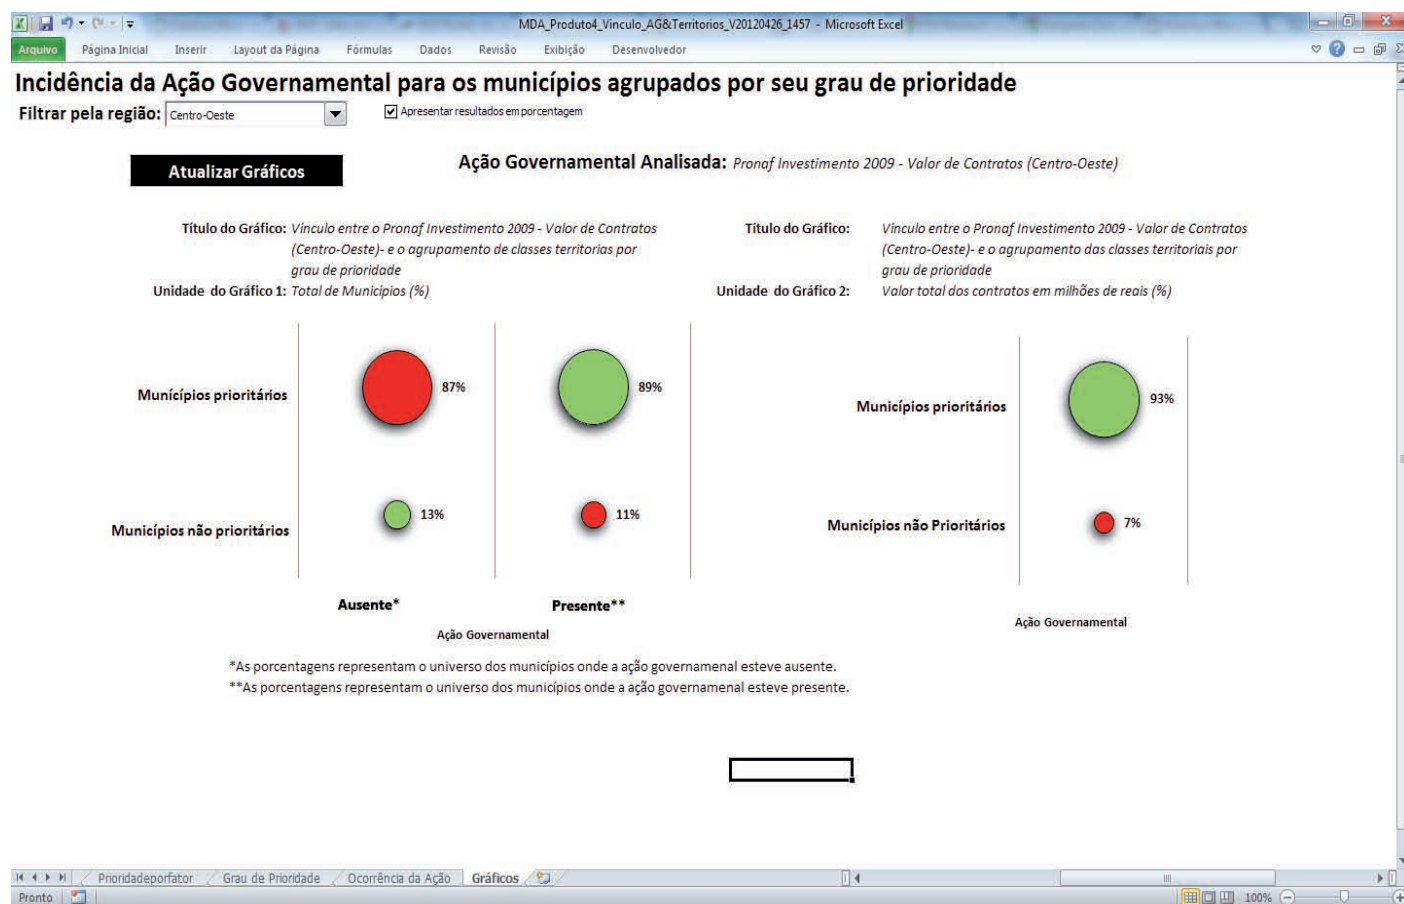 MDA_Produto4_Vinculo_AG&Territorios_V20120426_1457 - Microsoft Excel
Arquivo Página Inicial Inserir Layout da Página Fórmulas Dados Revisão Exibição Desenvolvedor
Incidência da Ação Governamental para os municípios agrupados por seu grau de prioridade
Filtrar pela região: Centro-Oeste Apresentar resultados em porcentagem
Atualizar Gráficos
Ação Governamental Analisada: Pronaf Investimento 2009 - Valor de Contratos (Centro-Oeste)
Título do Gráfico: Vínculo entre o Pronaf Investimento 2009 - Valor de Contratos
(Centro-Oeste)- e o agrupamento de classes territorias por
grau de prioridade
Unidade do Gráfico 1: Total de Municípios (%)
Título do Gráfico: Vínculo entre o Pronaf Investimento 2009 - Valor de Contratos
(Centro-Oeste)- e o agrupamento das classes territoriais por
grau de prioridade
Unidade do Gráfico 2: Valor total dos contratos em milhões de reais (%)
Munícípios prioritários 87% 89%
Municípios não prioritários 13% 11%
Ausente* Presente**
Ação Governamental
Municípios prioritários 93%
Municípios não Prioritários 7%
Ação Governamental
*As porcentagens representam o universo dos municípios onde a ação governamenal esteve ausente.
**As porcentagens representam o universo dos municípios onde a ação governamenal esteve presente.
Prioridadeporfator Grau de Prioridade Ocorrência da Ação Gráficos
Pronto 100%